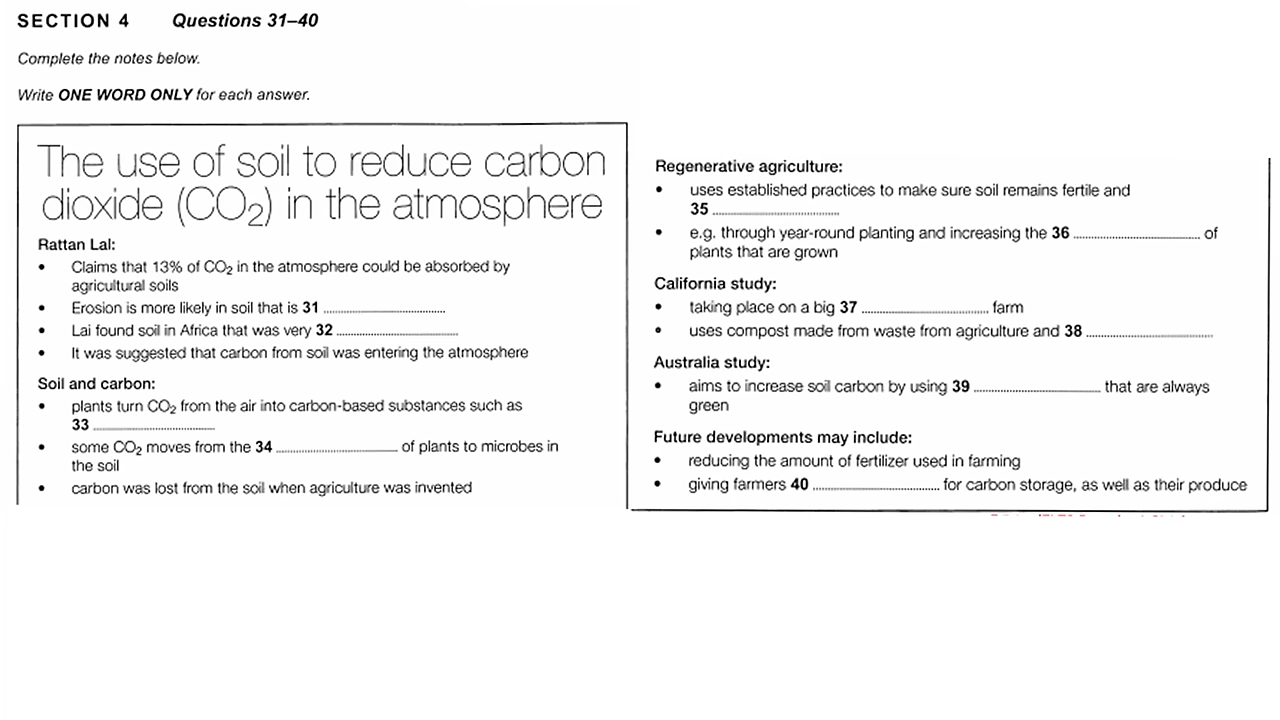 SECTION 4 Questions 31–40
Complete the notes below.
Write ONE WORD ONLY for each answer.
The use of soil to reduce carbon
dioxide (CO2) in the atmosphere
Rattan Lal:
• Claims that 13% of CO2 in the atmosphere could be absorbed by
agricultural soils
• Erosion is more likely in soil that is 31 ..............................
• Lai found soil in Africa that was very 32 ..............................
• It was suggested that carbon from soil was entering the atmosphere
Soil and carbon:
• plants turn CO2 from the air into carbon-based substances such as
33 ..............................
• some CO2 moves from the 34 .............................. of plants to microbes in
the soil
• carbon was lost from the soil when agriculture was invented
Regenerative agriculture:
• uses established practices to make sure soil remains fertile and
35 ..............................
• e.g. through year-round planting and increasing the 36 .............................. of
plants that are grown
California study:
• taking place on a big 37 .............................. farm
• uses compost made from waste from agriculture and 38 ..............................
Australia study:
• aims to increase soil carbon by using 39 .............................. that are always
green
Future developments may include:
• reducing the amount of fertilizer used in farming
• giving farmers 40 .............................. for carbon storage, as well as their produce